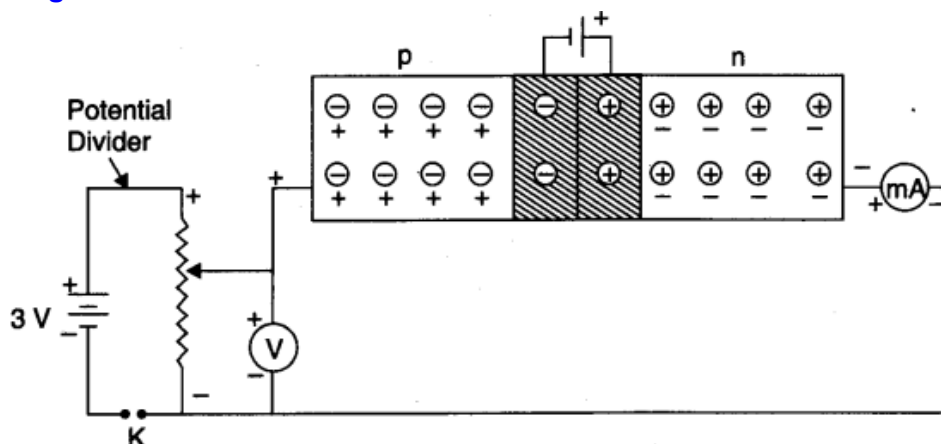 +
p
n
Potential
Divider
⊖ ⊖ ⊖ ⊖ ⊖ ⊕ ⊕ ⊕ ⊕ ⊕
+ + + + − − − −
⊖ ⊖ ⊖ ⊖ ⊖ ⊕ ⊕ ⊕ ⊕ ⊕
+ + + + − − − −
+ + − mA
+ −
+
3 V
−
+
V
−
−
K